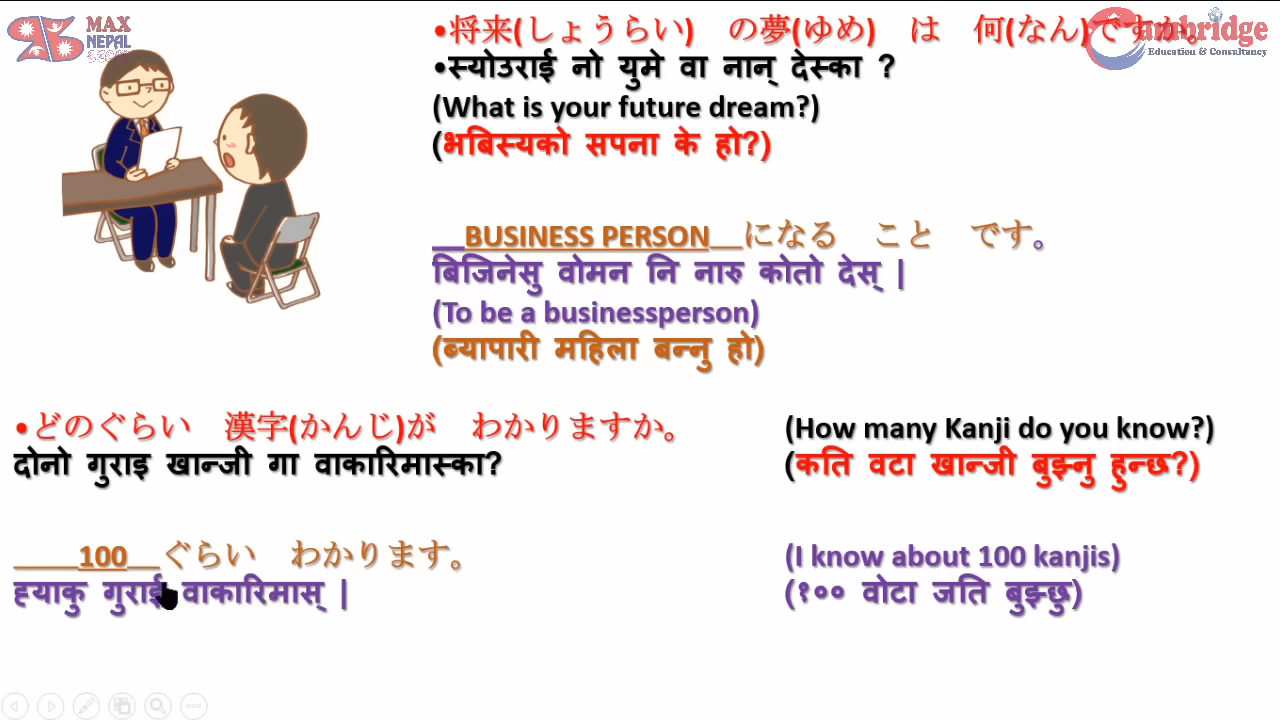 MAX
NEPAL
•将来(しょうらい) の夢(ゆめ) は 何(なん)ですか。
ambridge
Education & Consultancy
•स्योउराई नो युमे वा नान् देस्का ?
(What is your future dream?)
(भबिस्यको सपना के हो?)
__BUSINESS PERSON__になる こと です。
बिजिनेसु वोमन नि नारु कोतो देस् |
(To be a businessperson)
(ब्यापारी महिला बन्नु हो)
•どのぐらい 漢字(かんじ)が わかりますか。 (How many Kanji do you know?)
दोनो गुराइ खान्जी गा वाकारिमास्का? (कति वटा खान्जी बुझ्नु हुन्छ?)
____100__ぐらい わかります。 (I know about 100 kanjis)
ह्याकु गुराई वाकारिमास् | (१०० वोटा जति बुझ्छु)